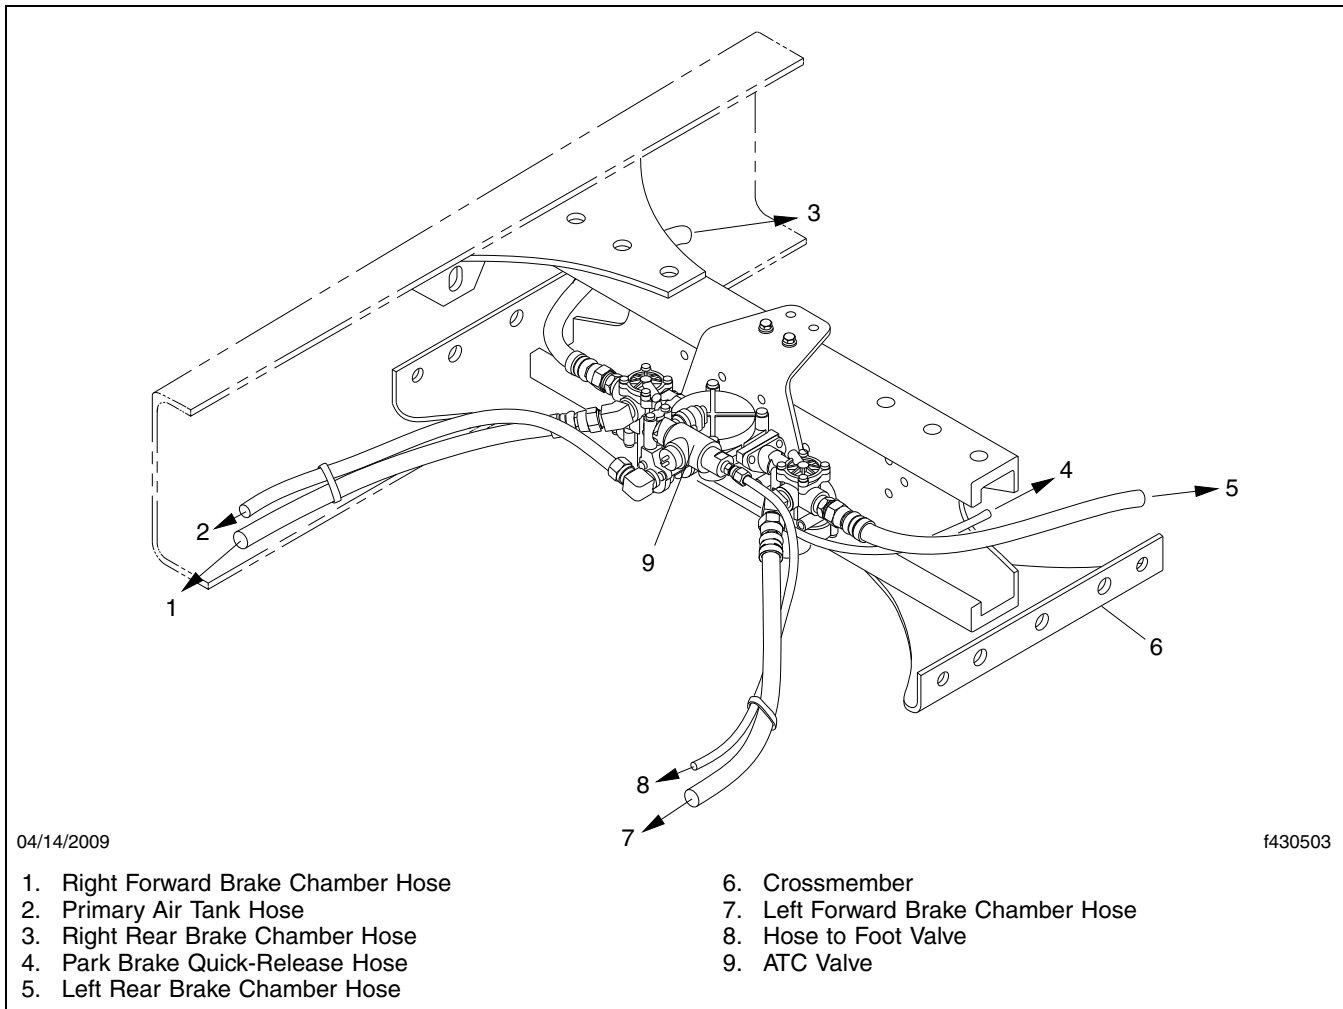 3
4
5
2
9
1
6
8
7
04/14/2009
f430503
1. Right Forward Brake Chamber Hose
2. Primary Air Tank Hose
3. Right Rear Brake Chamber Hose
4. Park Brake Quick-Release Hose
5. Left Rear Brake Chamber Hose
6. Crossmember
7. Left Forward Brake Chamber Hose
8. Hose to Foot Valve
9. ATC Valve